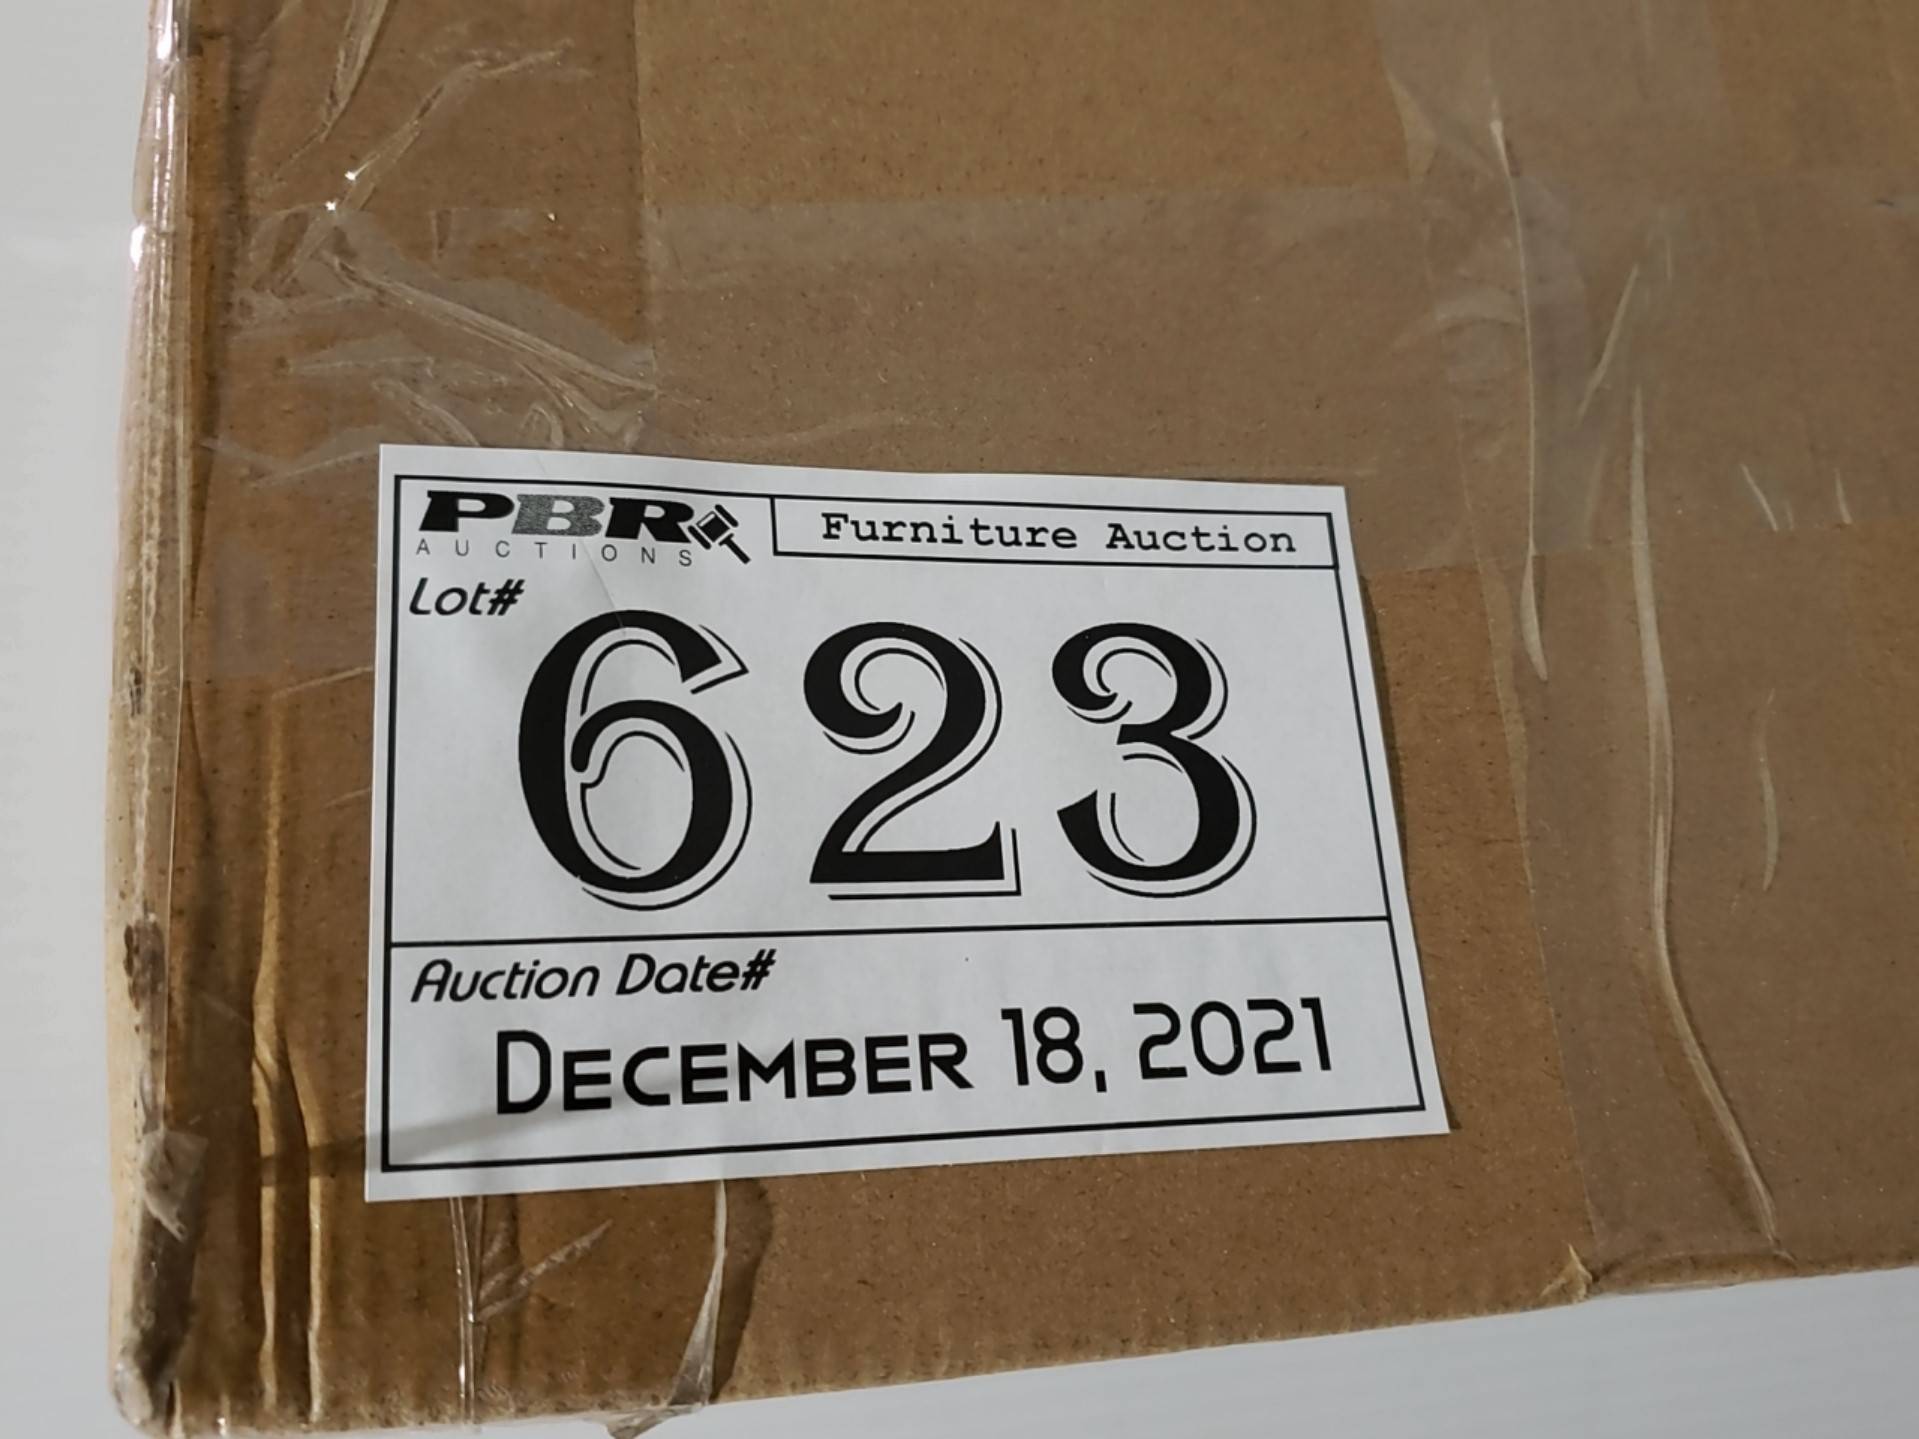 PBR
AUCTIONS
Furniture Auction
Lot#
623
Auction Date#
DECEMBER 18, 2021